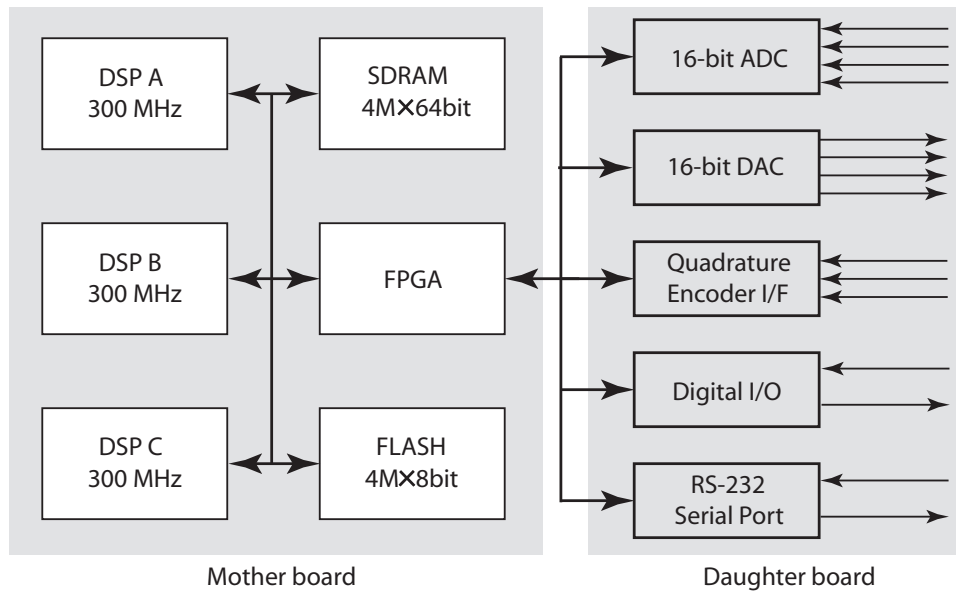 DSP A
300 MHz
SDRAM
4M×64bit
DSP B
300 MHz
FPGA
DSP C
300 MHz
FLASH
4M×8bit
Mother board
16-bit ADC
16-bit DAC
Quadrature
Encoder I/F
Digital I/O
RS-232
Serial Port
Daughter board